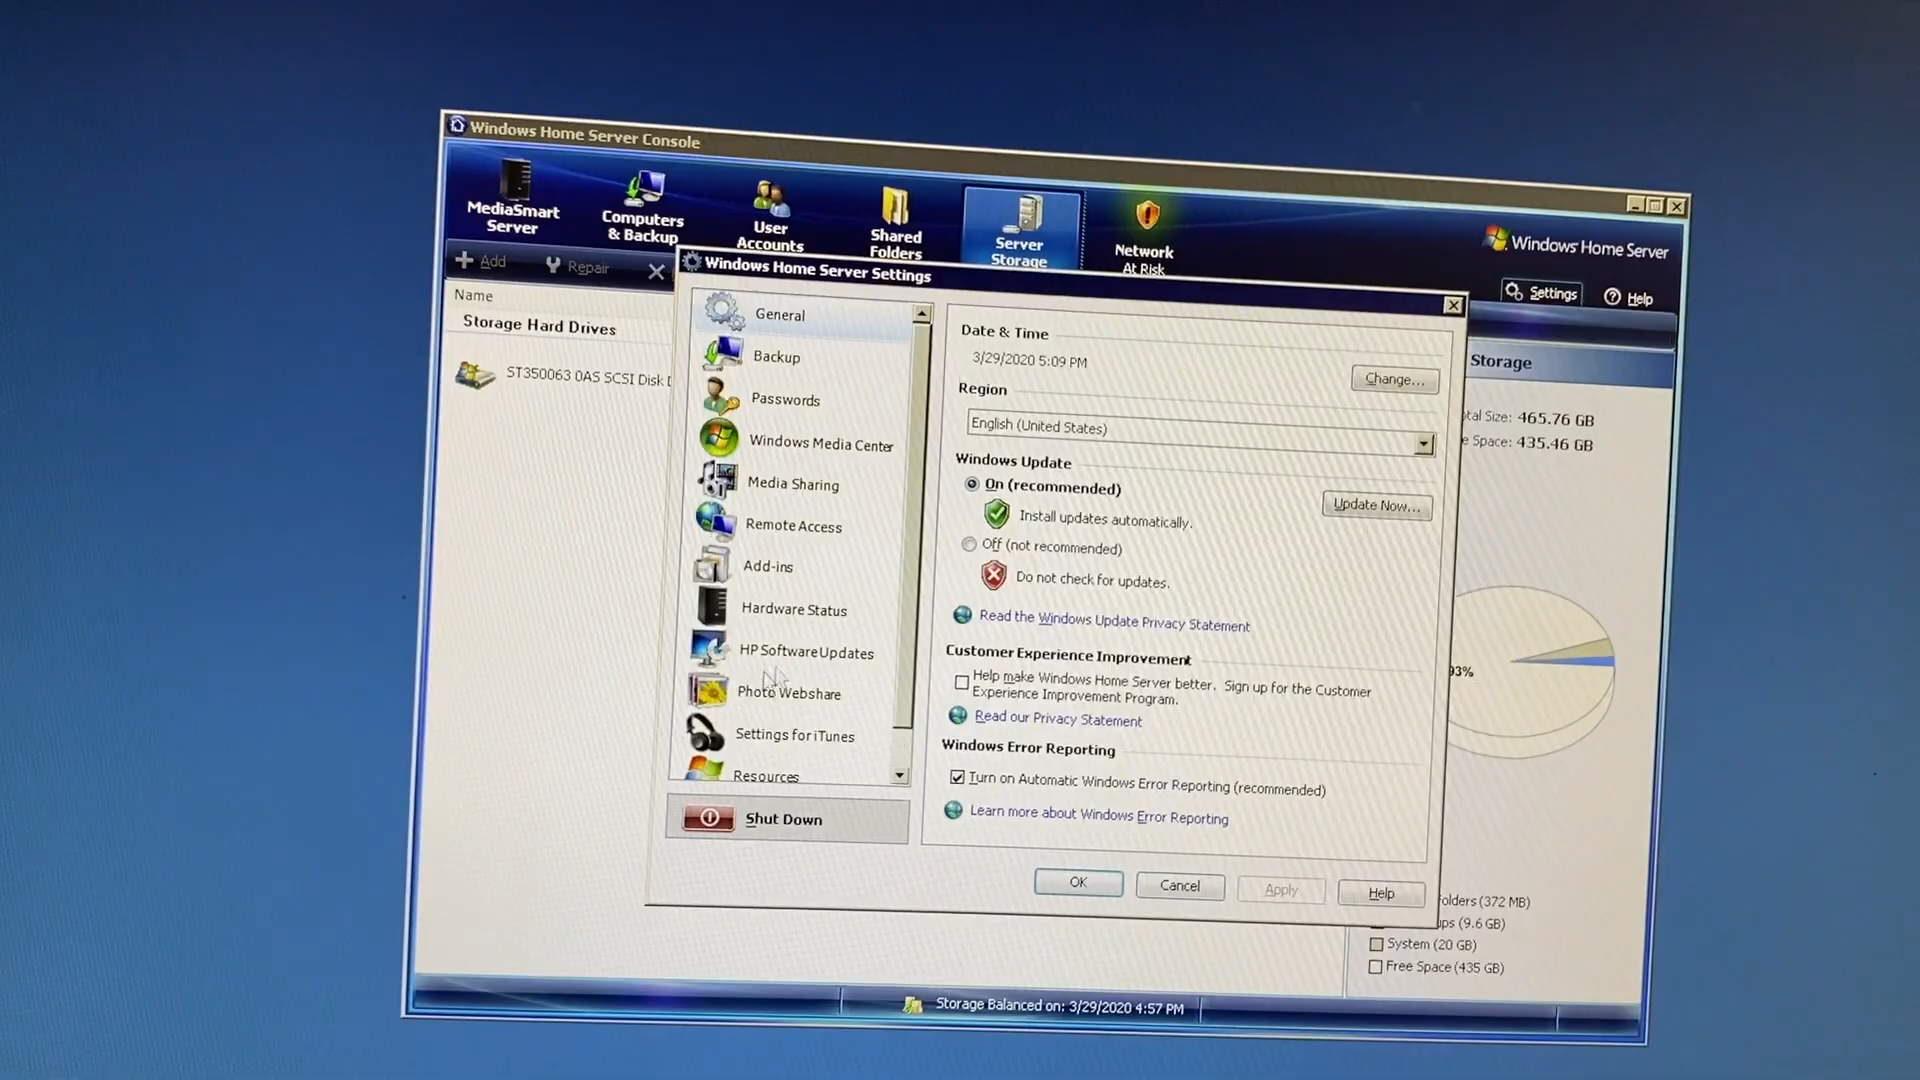 Windows Home Server Console
MediaSmart
Server
Computers
& Backup
User
Accounts
Shared
Folders
Server
Storage
Network
At Risk
Windows Home Server
Add
Repair
Settings
Help
Name
Storage Hard Drives
ST350063 0AS SCSI Disk
Windows Home Server Settings
General
Backup
Passwords
Windows Media Center
Media Sharing
Remote Access
Add-ins
Hardware Status
HP Software Updates
Photo Webshare
Settings for iTunes
Resources
Shut Down
Date & Time
3/29/2020 5:09 PM
Change...
Region
English (United States)
Windows Update
On (recommended)
Update Now...
Install updates automatically.
Off (not recommended)
Do not check for updates.
Read the Windows Update Privacy Statement
Customer Experience Improvement
Help make Windows Home Server better. Sign up for the Customer
Experience Improvement Program.
Read our Privacy Statement
Windows Error Reporting
Turn on Automatic Windows Error Reporting (recommended)
Learn more about Windows Error Reporting
OK
Cancel
Apply
Help
Storage
Size: 465.76 GB
Space: 435.46 GB
93%
(372 MB)
(9.6 GB)
System (20 GB)
Free Space (435 GB)
Storage Balanced on: 3/29/2020 4:57 PM